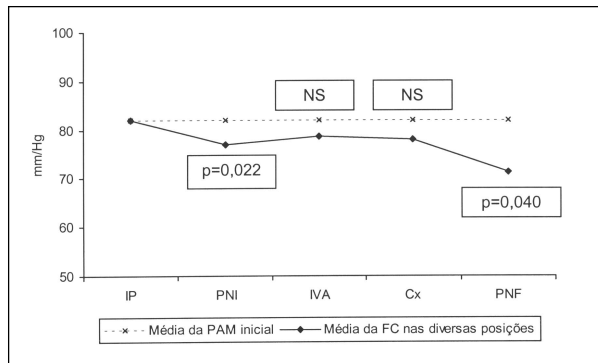 100
90
80
70
60
50
mm/Hg
NS
NS
p=0,022
p=0,040
IP
PNI
IVA
Cx
PNF
Média da PAM inicial
Média da FC nas diversas posições